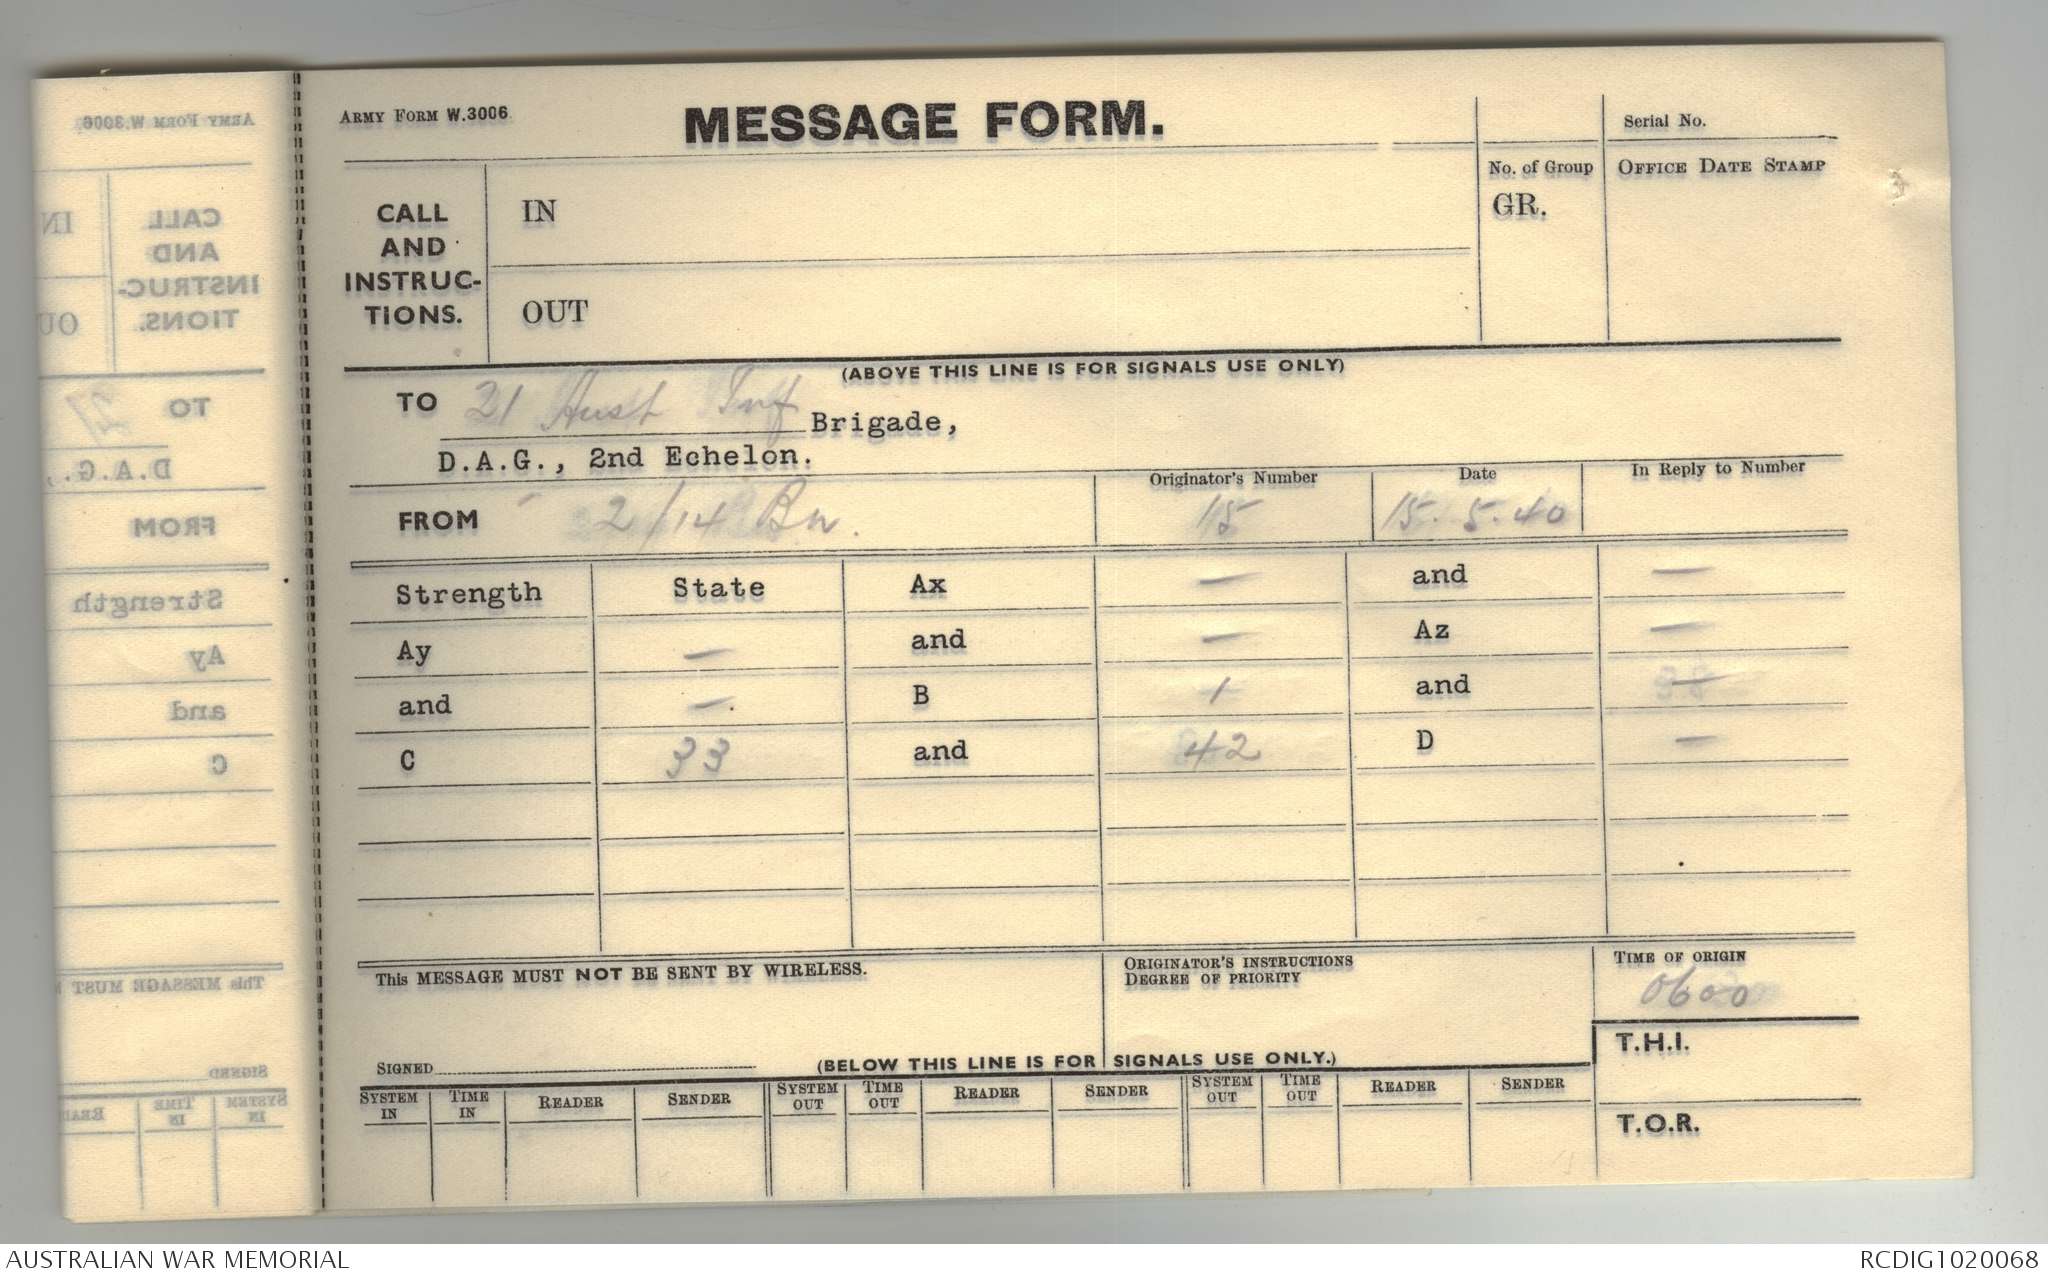 ARMY FORM W.3006
MESSAGE FORM.
Serial No.
CALL AND INSTRUC-TIONS.
IN
OUT
No. of Group
GR.
OFFICE DATE STAMP
(ABOVE THIS LINE IS FOR SIGNALS USE ONLY)
TO 21 Aust Inf Brigade,
D.A.G., 2nd Echelon.
FROM 2/14 Bn.
Originator's Number
15
Date
15.5.40
In Reply to Number
Strength State Ax — and —
Ay — and — Az —
and — B 1 and —
C 33 and 42 D —
This MESSAGE MUST NOT BE SENT BY WIRELESS.
ORIGINATOR'S INSTRUCTIONS
DEGREE OF PRIORITY
TIME OF ORIGIN
0600
T.H.I.
T.O.R.
SIGNED
(BELOW THIS LINE IS FOR SIGNALS USE ONLY.)
SYSTEM IN TIME IN READER SENDER SYSTEM OUT TIME OUT READER SENDER SYSTEM OUT TIME OUT READER SENDER
AUSTRALIAN WAR MEMORIAL
RCDIG1020068